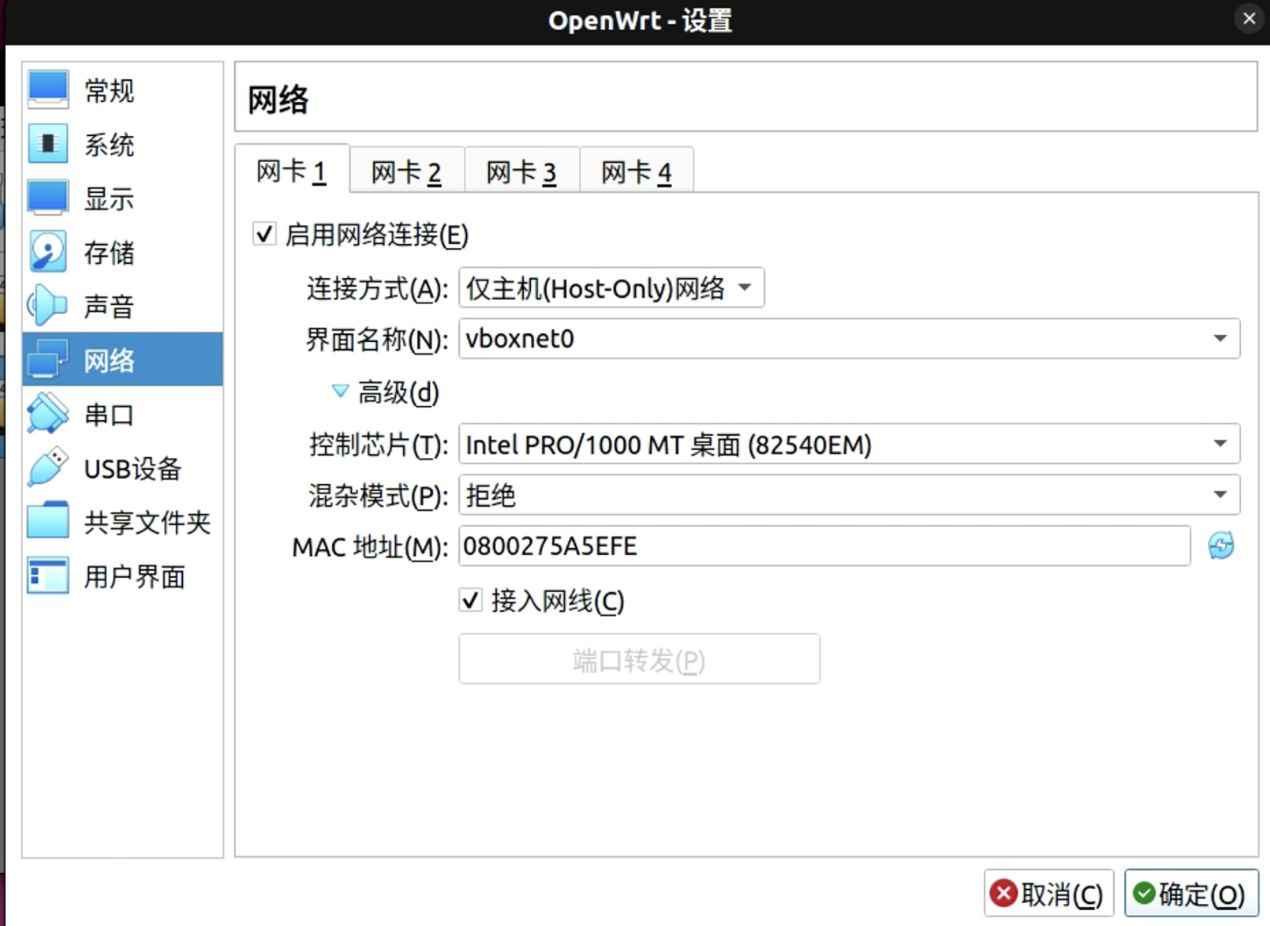 OpenWrt - 设置
常规
系统
显示
存储
声音
网络
串口
USB设备
共享文件夹
用户界面
网络
网卡 1 网卡 2 网卡 3 网卡 4
启用网络连接(E)
连接方式(A): 仅主机(Host-Only)网络
界面名称(N): vboxnet0
高级(d)
控制芯片(T): Intel PRO/1000 MT 桌面 (82540EM)
混杂模式(P): 拒绝
MAC 地址(M): 0800275A5EFE
接入网线(C)
端口转发(P)
取消(C) 确定(O)